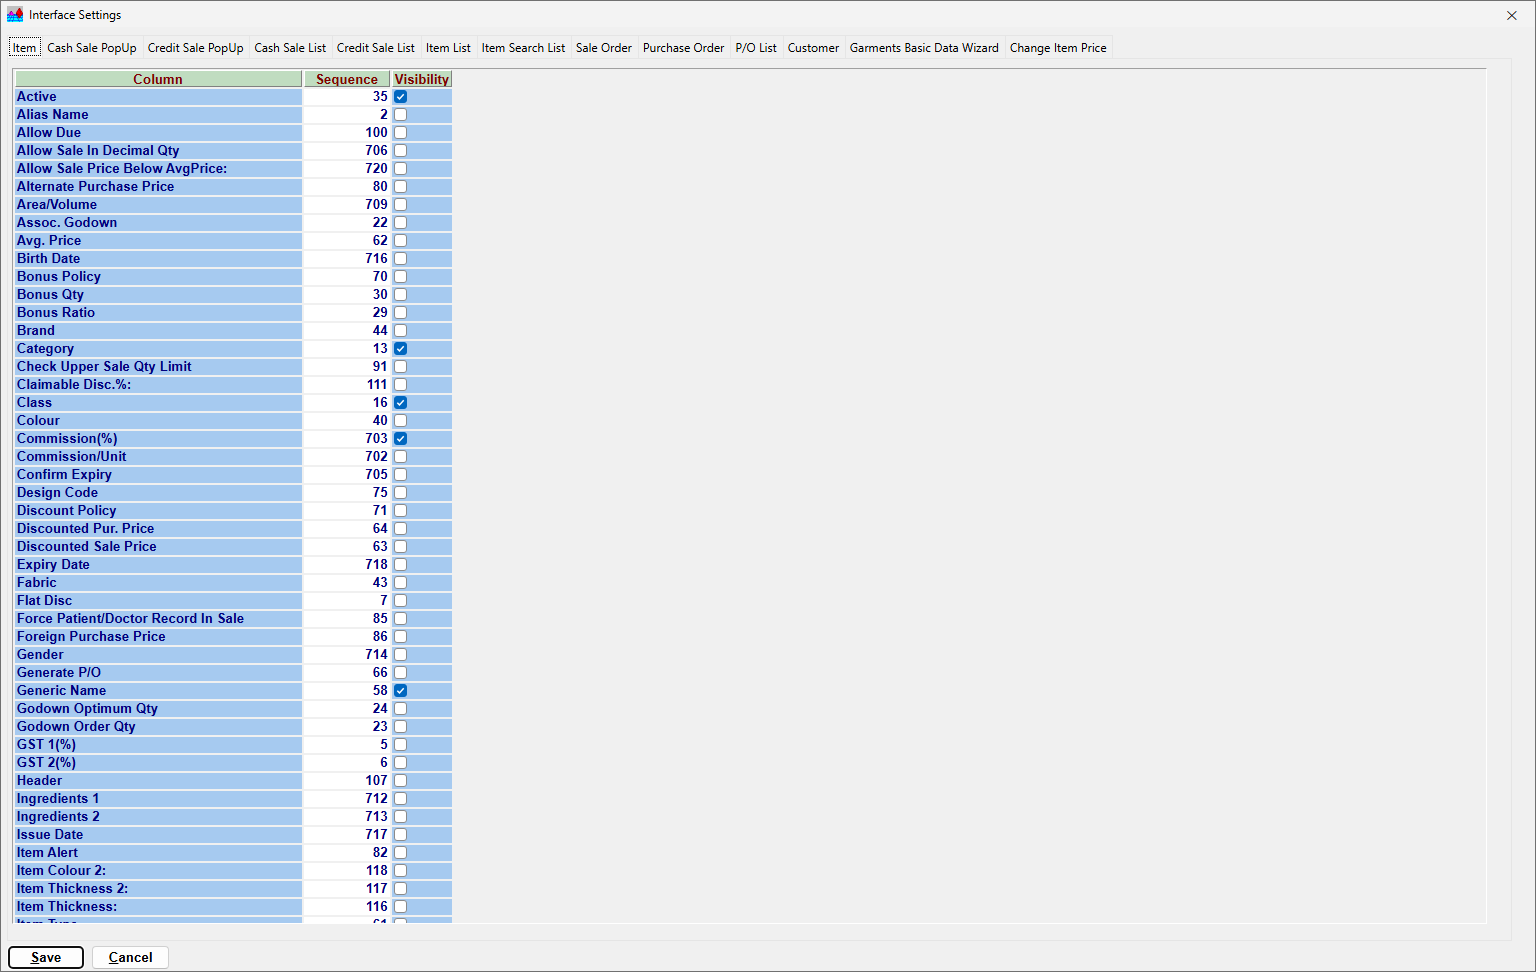 Interface Settings
Item Cash Sale PopUp Credit Sale PopUp Cash Sale List Credit Sale List Item List Item Search List Sale Order Purchase Order P/O List Customer Garments Basic Data Wizard Change Item Price
Column Sequence Visibility
Active 35
Alias Name 2
Allow Due 100
Allow Sale In Decimal Qty 706
Allow Sale Price Below AvgPrice: 720
Alternate Purchase Price 80
Area/Volume 709
Assoc. Godown 22
Avg. Price 62
Birth Date 716
Bonus Policy 70
Bonus Qty 30
Bonus Ratio 29
Brand 44
Category 13
Check Upper Sale Qty Limit 91
Claimable Disc.%: 111
Class 16
Colour 40
Commission(%) 703
Commission/Unit 702
Confirm Expiry 705
Design Code 75
Discount Policy 71
Discounted Pur. Price 64
Discounted Sale Price 63
Expiry Date 718
Fabric 43
Flat Disc 7
Force Patient/Doctor Record In Sale 85
Foreign Purchase Price 86
Gender 714
Generate P/O 66
Generic Name 58
Godown Optimum Qty 24
Godown Order Qty 23
GST 1(%) 5
GST 2(%) 6
Header 107
Ingredients 1 712
Ingredients 2 713
Issue Date 717
Item Alert 82
Item Colour 2: 118
Item Thickness 2: 117
Item Thickness: 116
Item Type 61
Save Cancel